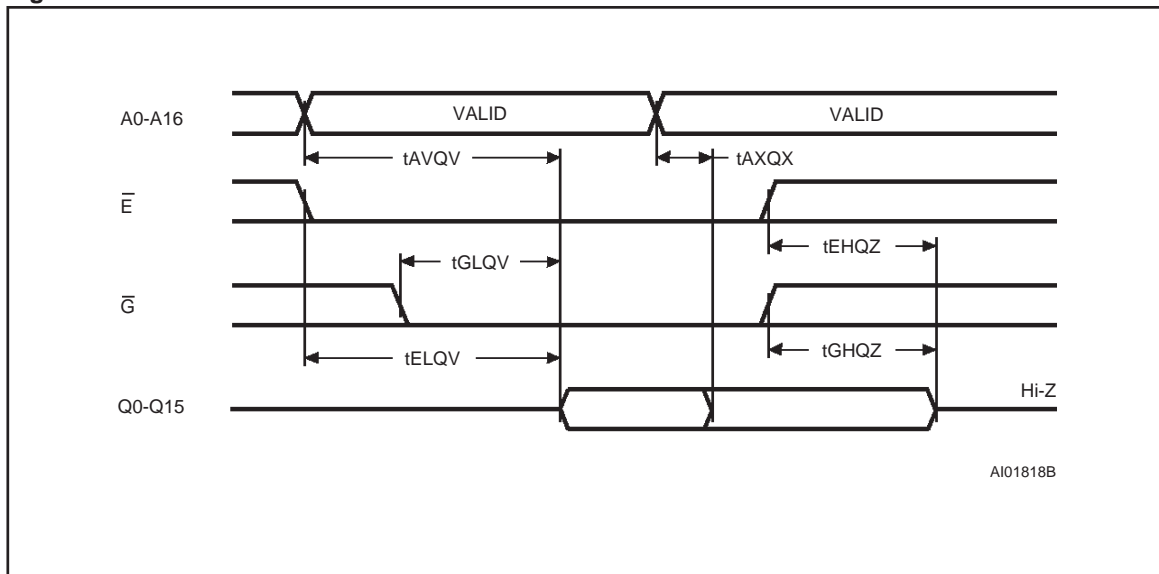 A0-A16
VALID
VALID
tAVQV
tAXQX
E̅
tEHQZ
tGLQV
G̅
tGHQZ
tELQV
Q0-Q15
Hi-Z
AI01818B